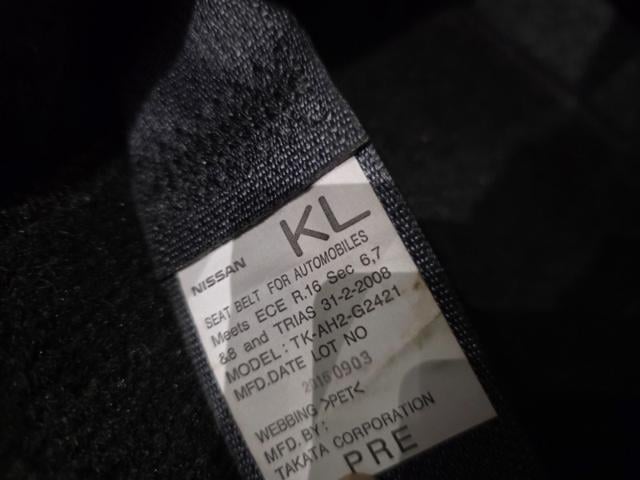 KL
NISSAN
SEAT BELT FOR AUTOMOBILES
Meets ECE R.16 Sec 6,7
&8 and TRIAS 31-2-2008
MODEL: TK-AH2-G2421
MFD.DATE LOT NO
20160903
WEBBING >PET<
MFD. BY:
TAKATA CORPORATION
PRE